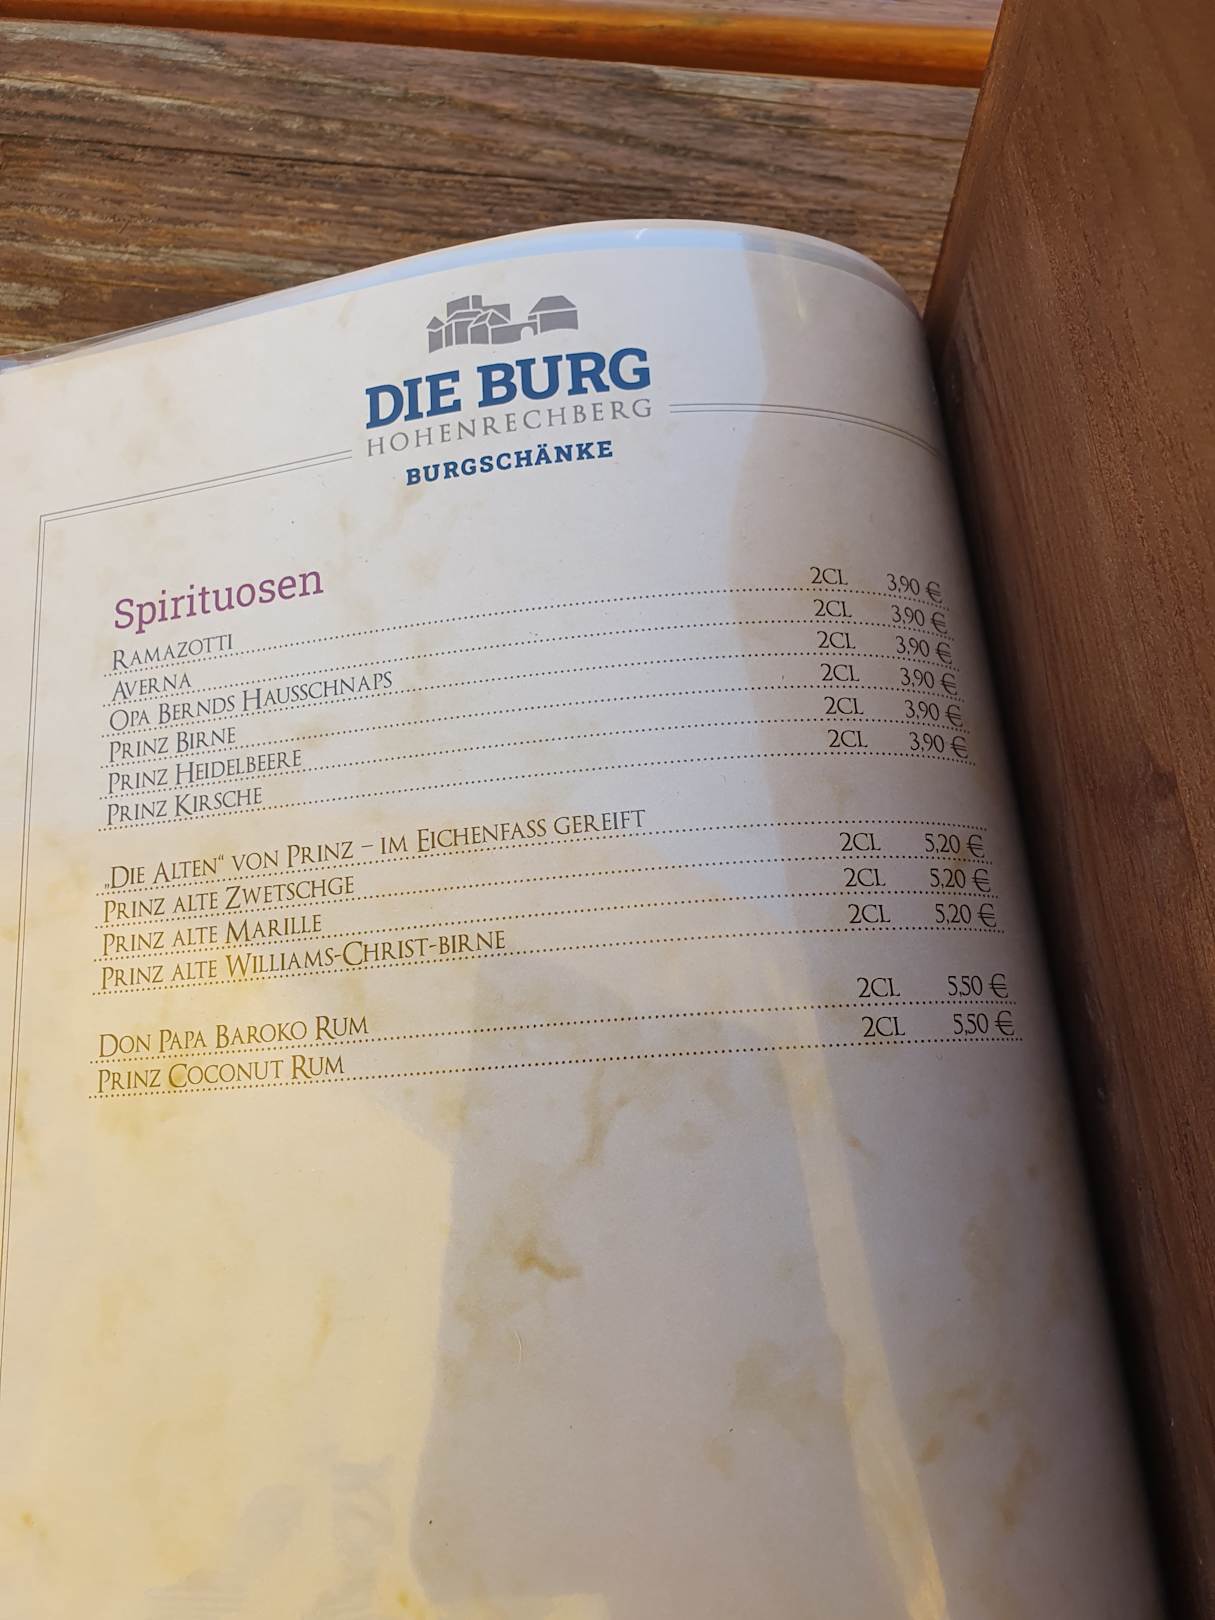 DIE BURG
HOHENRECHBERG
BURGSCHÄNKE
Spirituosen
RAMAZOTTI 2CL 3,90 €
AVERNA 2CL 3,90 €
OPA BERNDS HAUSSCHNAPS 2CL 3,90 €
PRINZ BIRNE 2CL 3,90 €
PRINZ HEIDELBEERE 2CL 3,90 €
PRINZ KIRSCHE 2CL 3,90 €
„DIE ALTEN“ VON PRINZ – IM EICHENFASS GEREIFT
PRINZ ALTE ZWETSCHGE 2CL 5,20 €
PRINZ ALTE MARILLE 2CL 5,20 €
PRINZ ALTE WILLIAMS-CHRIST-BIRNE 2CL 5,20 €
DON PAPA BAROKO RUM 2CL 5,50 €
PRINZ COCONUT RUM 2CL 5,50 €